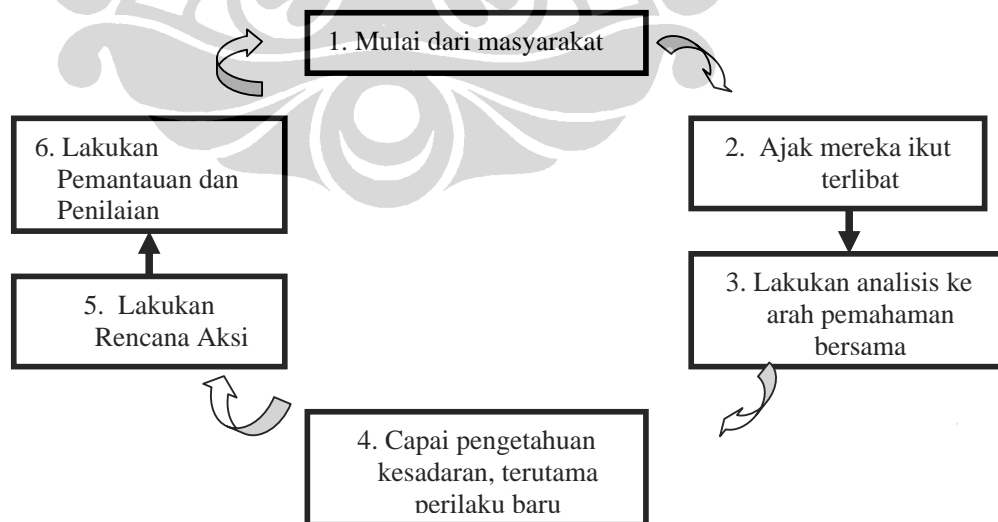 1. Mulai dari masyarakat
2. Ajak mereka ikut
terlibat
3. Lakukan analisis ke
arah pemahaman
bersama
4. Capai pengetahuan
kesadaran, terutama
perilaku baru
5. Lakukan
Rencana Aksi
6. Lakukan
Pemantauan dan
Penilaian